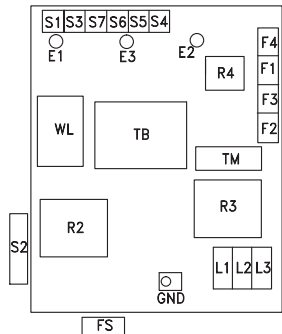 S1 S3 S7 S6 S5 S4
E1 E3 E2
F4
F1
F3
F2
R4
WL
TB
TM
R3
R2
S2
L1 L2 L3
GND
FS